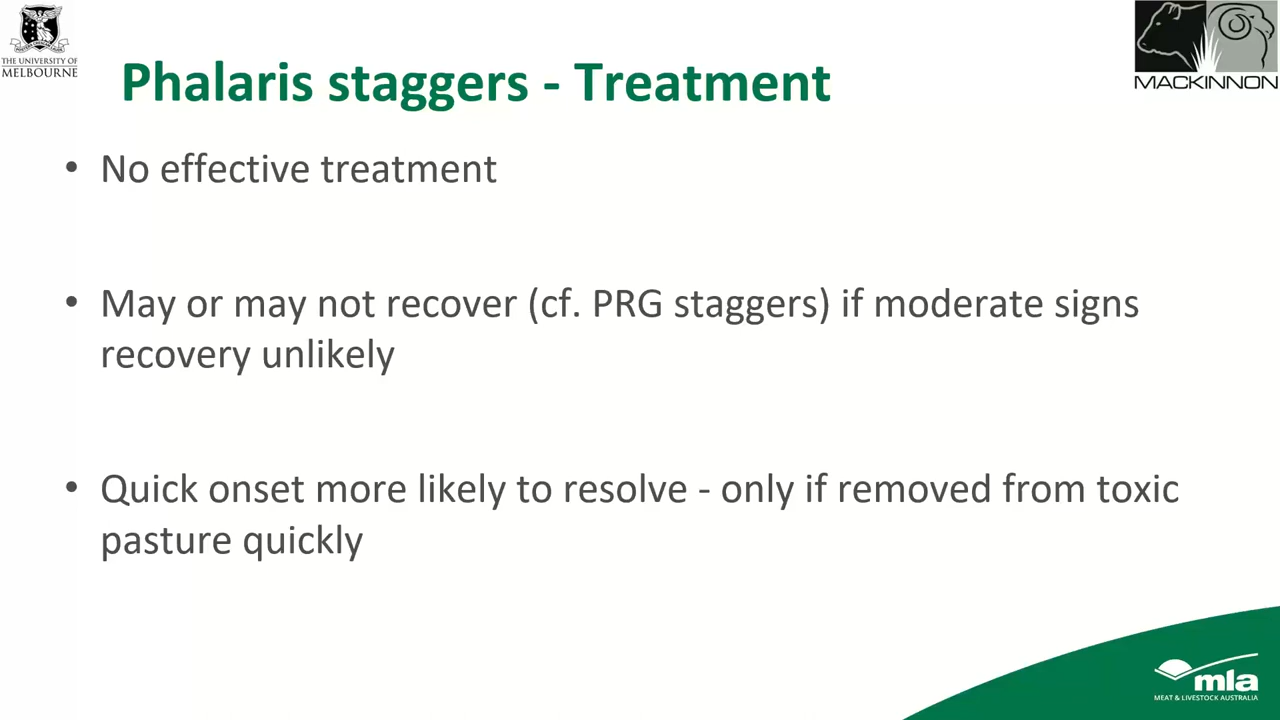 THE UNIVERSITY OF
MELBOURNE
MACKINNON
Phalaris staggers - Treatment
• No effective treatment
• May or may not recover (cf. PRG staggers) if moderate signs
recovery unlikely
• Quick onset more likely to resolve - only if removed from toxic
pasture quickly
mla
MEAT & LIVESTOCK AUSTRALIA